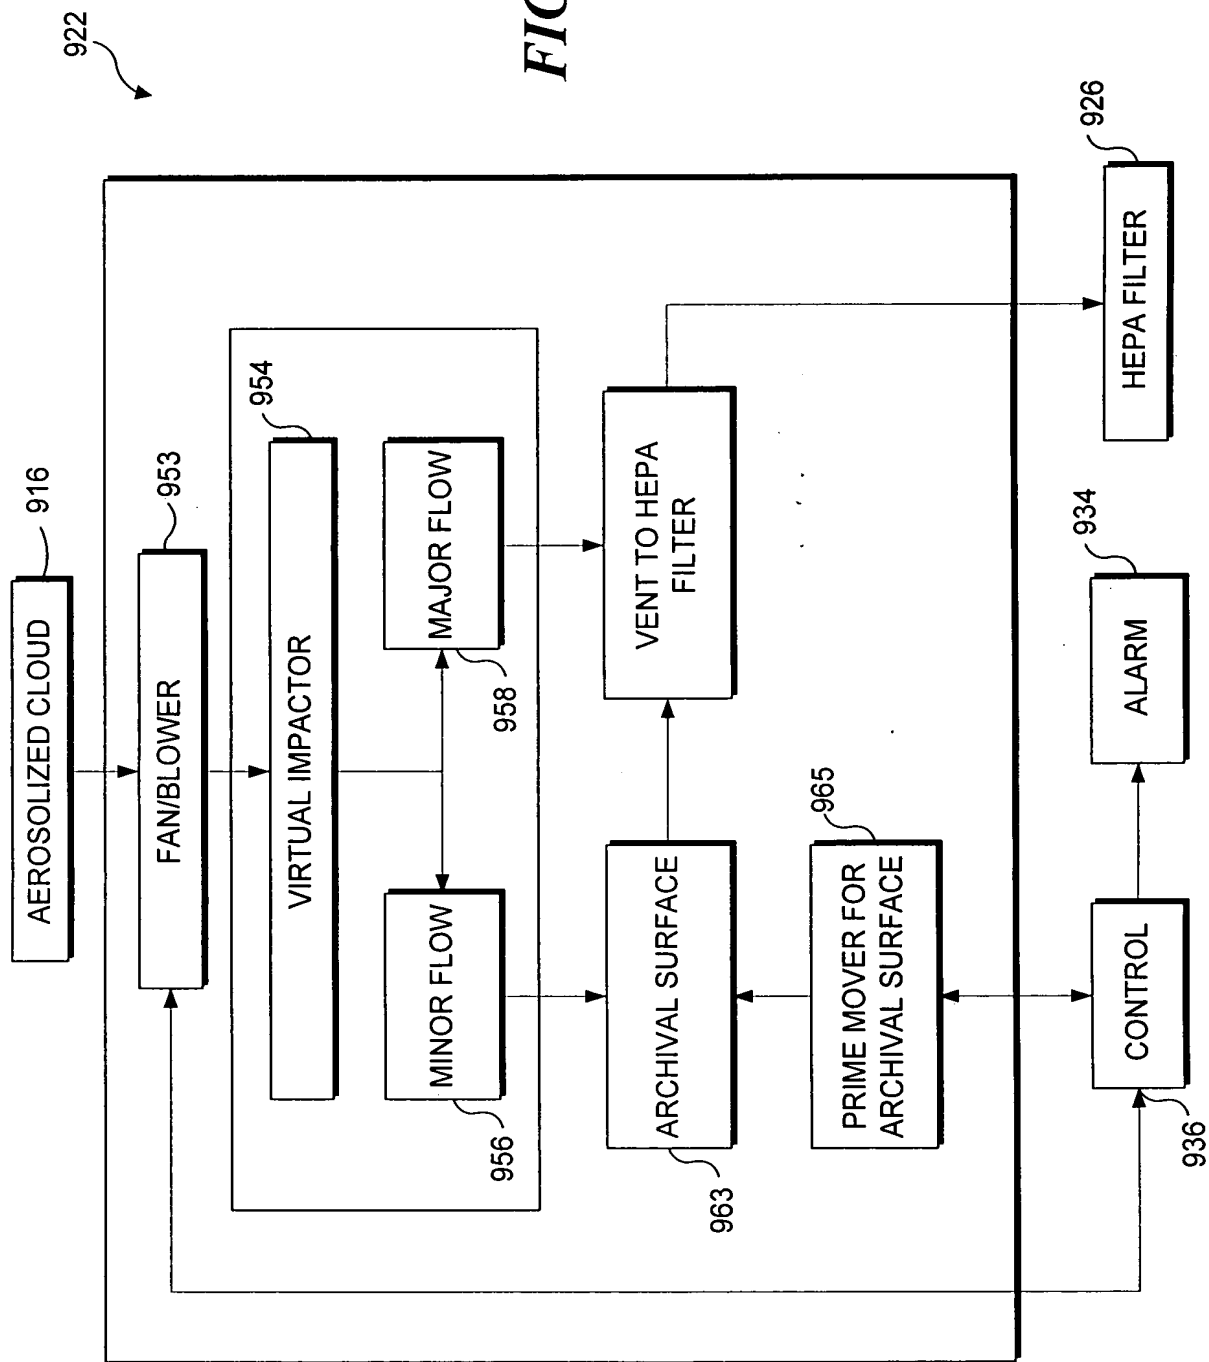 FIG
922
AEROSOLIZED CLOUD
916
FAN/BLOWER
953
VIRTUAL IMPACTOR
954
MINOR FLOW
956
MAJOR FLOW
958
ARCHIVAL SURFACE
963
VENT TO HEPA
FILTER
PRIME MOVER FOR
ARCHIVAL SURFACE
965
CONTROL
936
ALARM
934
HEPA FILTER
926